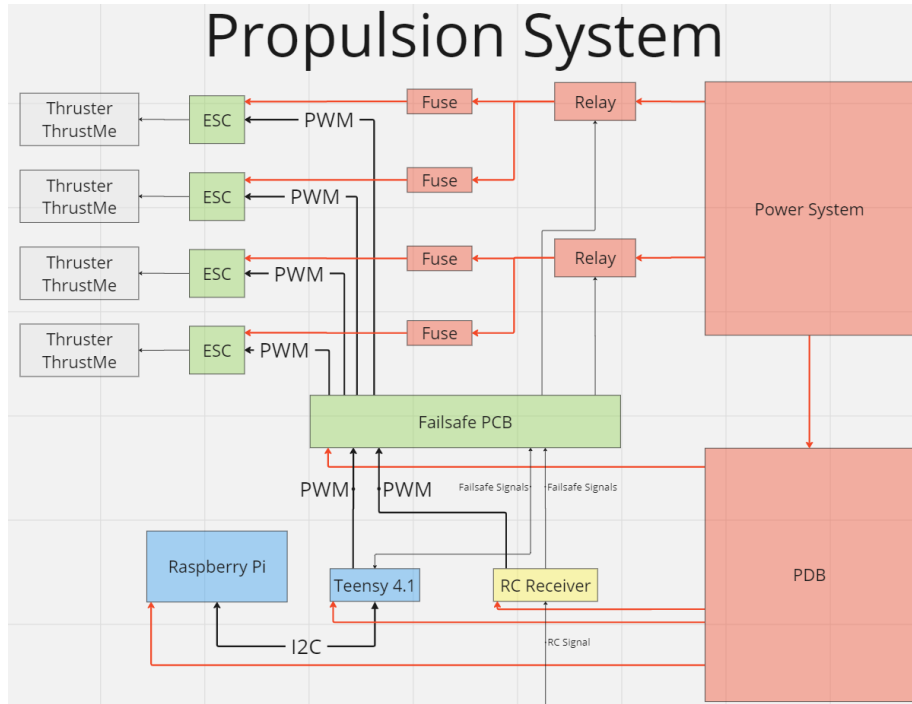 Propulsion System
Thruster
ThrustMe
ESC
PWM
Fuse
Relay
Power System
Thruster
ThrustMe
ESC
PWM
Fuse
Thruster
ThrustMe
ESC
PWM
Fuse
Relay
Thruster
ThrustMe
ESC
PWM
Fuse
Failsafe PCB
PWM
PWM
Failsafe Signals
Failsafe Signals
Raspberry Pi
Teensy 4.1
RC Receiver
PDB
I2C
RC Signal